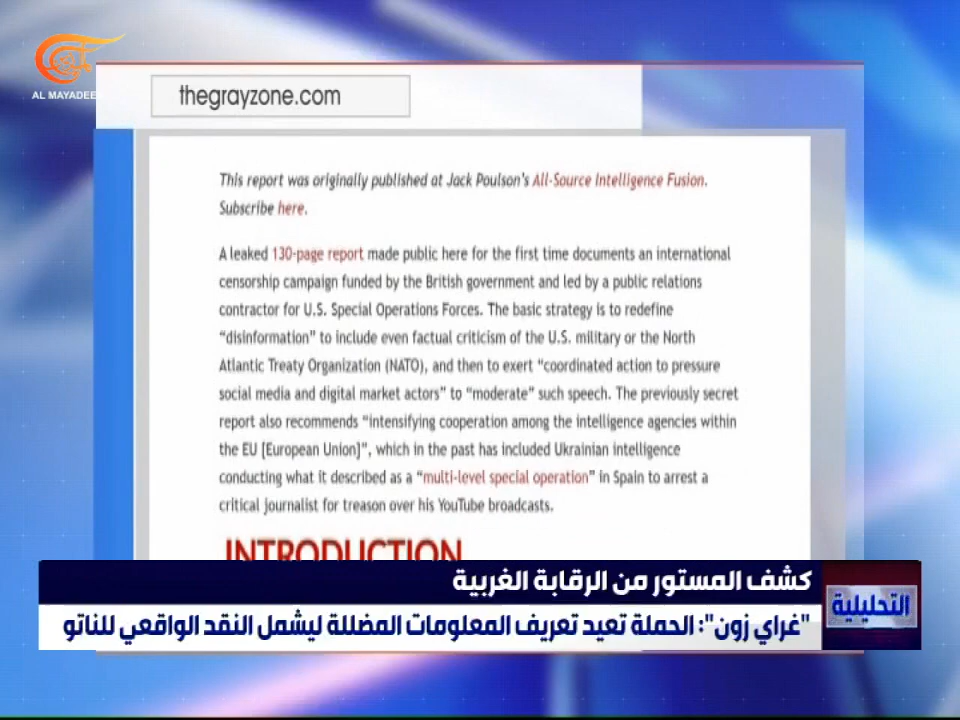 AL MAYADEE
thegrayzone.com
This report was originally published at Jack Poulson's All-Source Intelligence Fusion.
Subscribe here.
A leaked 130-page report made public here for the first time documents an international
censorship campaign funded by the British government and led by a public relations
contractor for U.S. Special Operations Forces. The basic strategy is to redefine
"disinformation" to include even factual criticism of the U.S. military or the North
Atlantic Treaty Organization (NATO), and then to exert "coordinated action to pressure
social media and digital market actors" to "moderate" such speech. The previously secret
report also recommends "intensifying cooperation among the intelligence agencies within
the EU [European Union]", which in the past has included Ukrainian intelligence
conducting what it described as a "multi-level special operation" in Spain to arrest a
critical journalist for treason over his YouTube broadcasts.
INTRODUCTION
كشف المستور من الرقابة الغربية
التحليلية
"غراي زون": الحملة تعيد تعريف المعلومات المضللة ليشمل النقد الواقعي للناتو